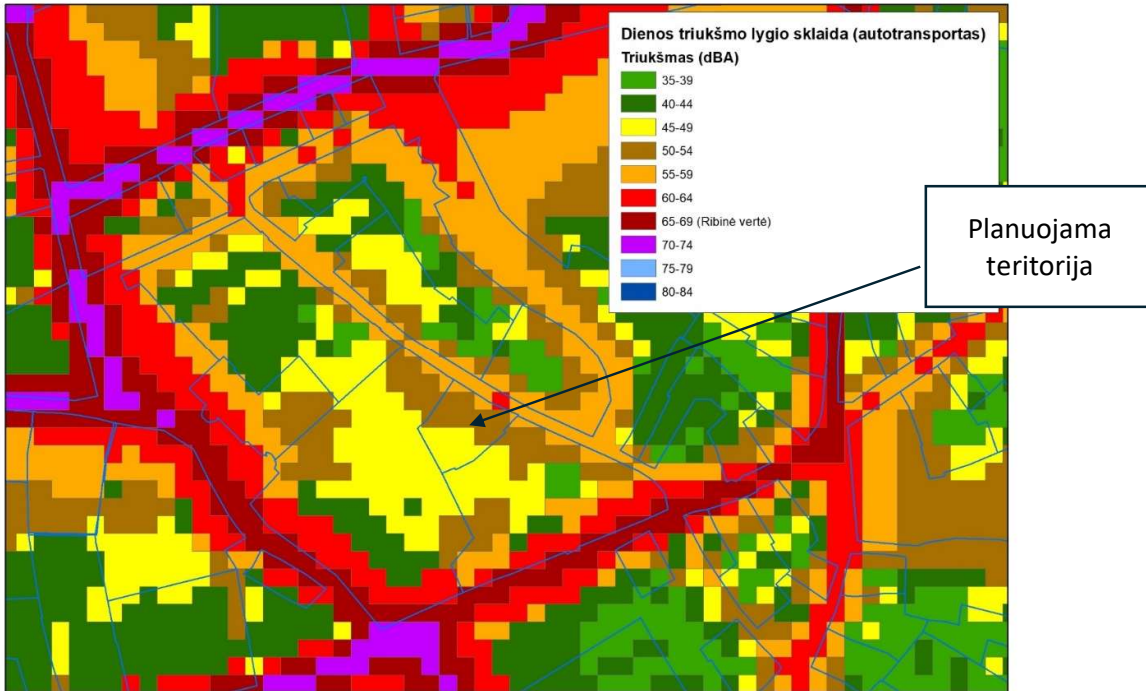 Dienos triukšmo lygio sklaida (autotransportas)
Triukšmas (dBA)
35-39
40-44
45-49
50-54
55-59
60-64
65-69 (Ribinė vertė)
70-74
75-79
80-84
Planuojama
teritorija